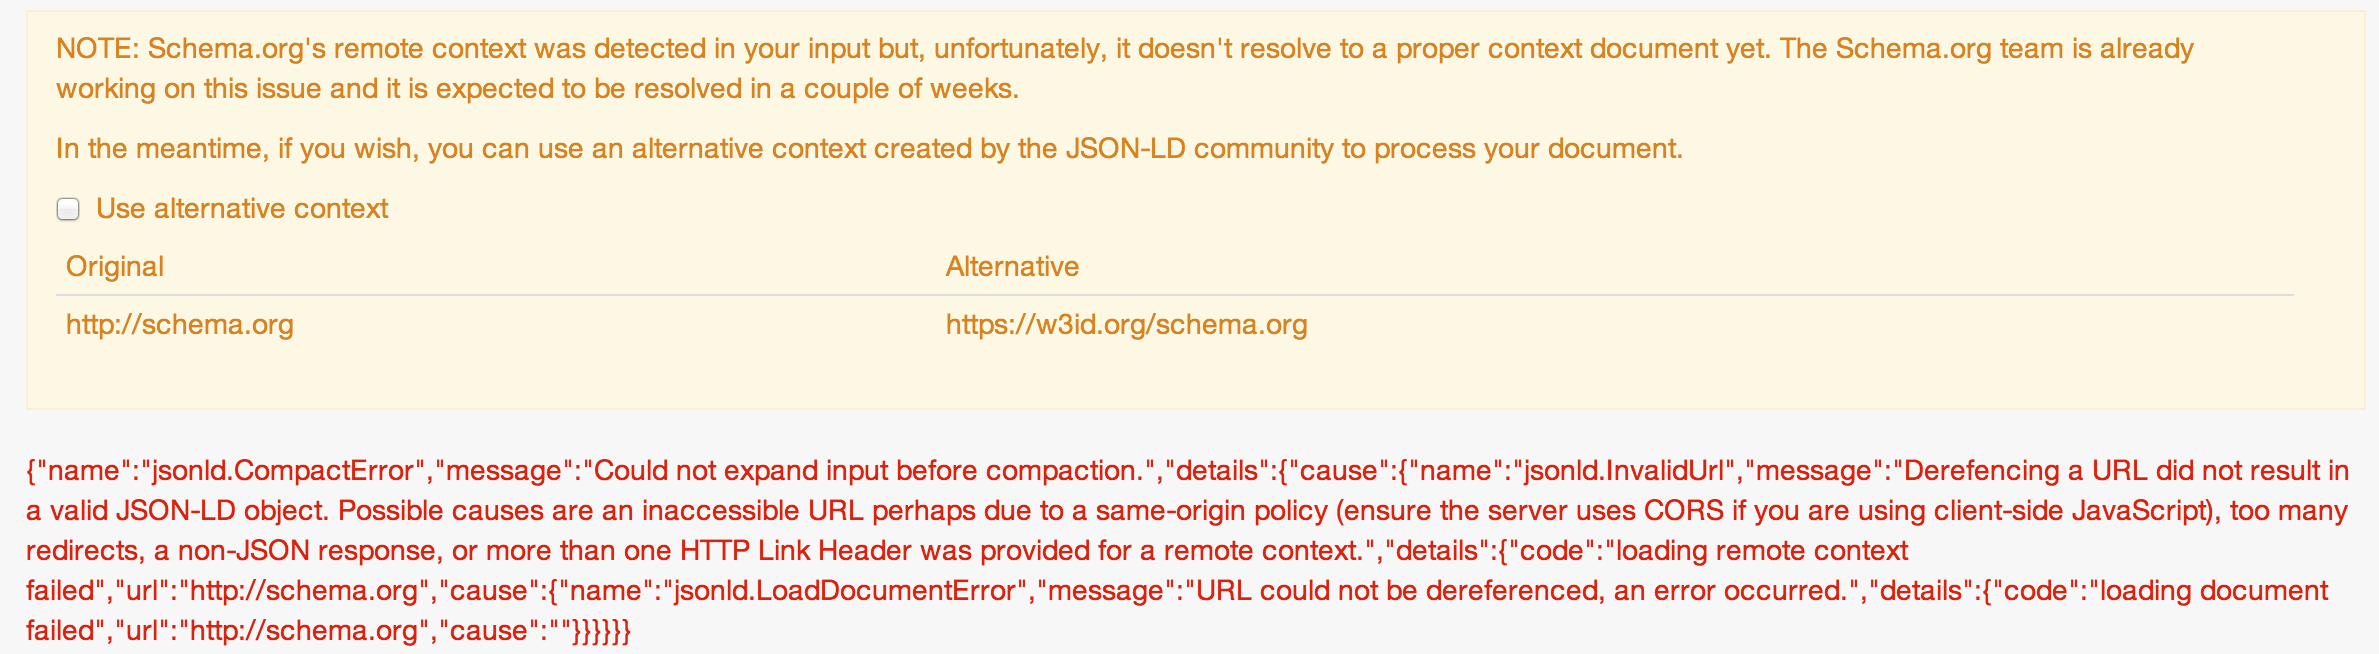 NOTE: Schema.org's remote context was detected in your input but, unfortunately, it doesn't resolve to a proper context document yet. The Schema.org team is already
working on this issue and it is expected to be resolved in a couple of weeks.
In the meantime, if you wish, you can use an alternative context created by the JSON-LD community to process your document.
Use alternative context
Original Alternative
http://schema.org https://w3id.org/schema.org
{"name":"jsonld.CompactError","message":"Could not expand input before compaction.","details":{"cause":{"name":"jsonld.InvalidUrl","message":"Derefencing a URL did not result in
a valid JSON-LD object. Possible causes are an inaccessible URL perhaps due to a same-origin policy (ensure the server uses CORS if you are using client-side JavaScript), too many
redirects, a non-JSON response, or more than one HTTP Link Header was provided for a remote context.","details":{"code":"loading remote context
failed","url":"http://schema.org","cause":{"name":"jsonld.LoadDocumentError","message":"URL could not be dereferenced, an error occurred.","details":{"code":"loading document
failed","url":"http://schema.org","cause":""}}}}}}